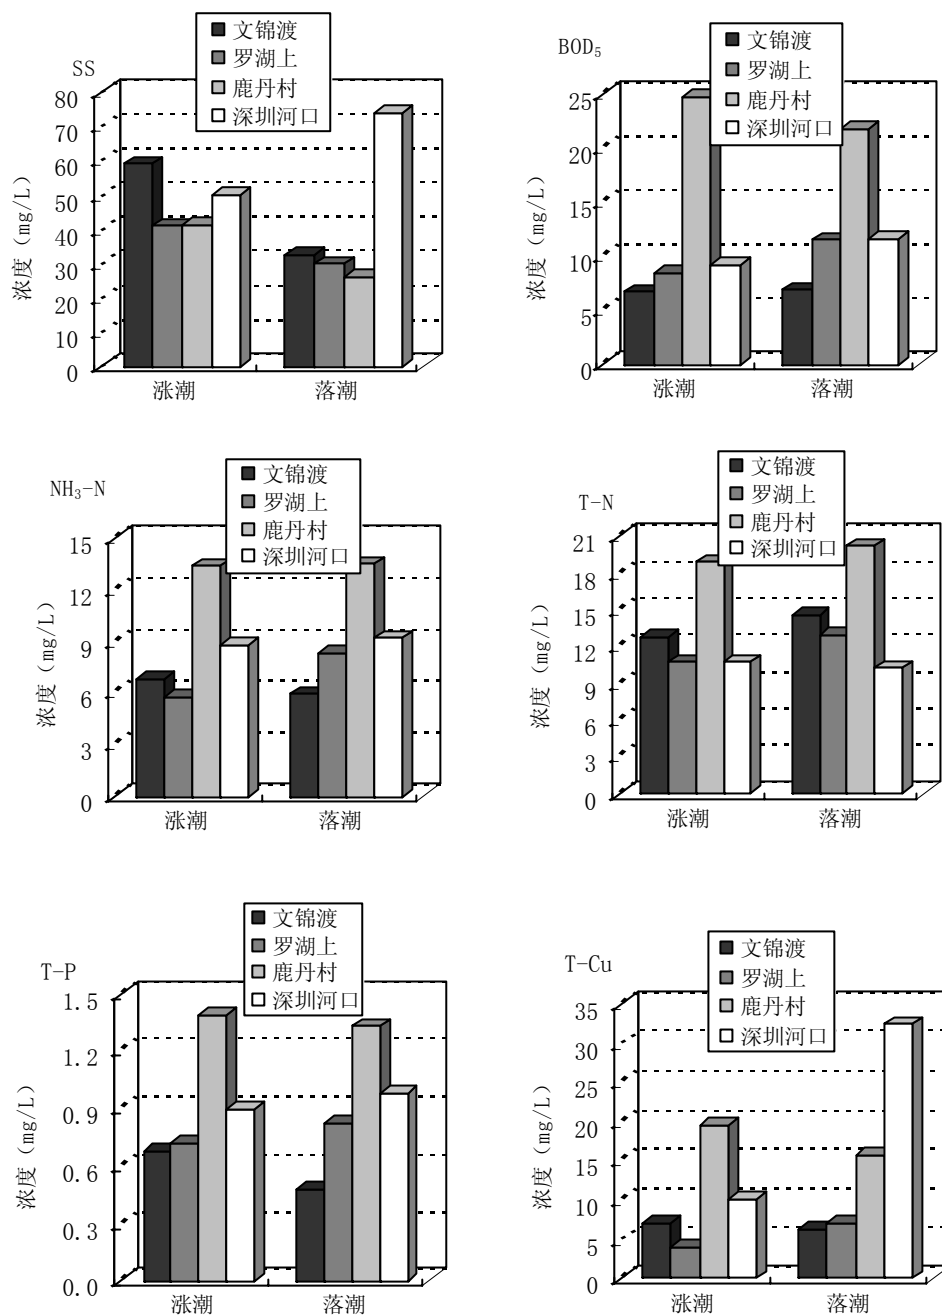 SS
文锦渡
罗湖上
鹿丹村
深圳河口
浓度（mg/L）
80
70
60
50
40
30
20
10
0
涨潮
落潮
BOD₅
文锦渡
罗湖上
鹿丹村
深圳河口
浓度（mg/L）
25
20
15
10
5
0
涨潮
落潮
NH₃-N
文锦渡
罗湖上
鹿丹村
深圳河口
浓度（mg/L）
15
12
9
6
3
0
涨潮
落潮
T-N
文锦渡
罗湖上
鹿丹村
深圳河口
浓度（mg/L）
21
18
15
12
9
6
3
0
涨潮
落潮
T-P
文锦渡
罗湖上
鹿丹村
深圳河口
浓度（mg/L）
1.5
1.2
0.9
0.6
0.3
0.0
涨潮
落潮
T-Cu
文锦渡
罗湖上
鹿丹村
深圳河口
浓度（mg/L）
35
30
25
20
15
10
5
0
涨潮
落潮